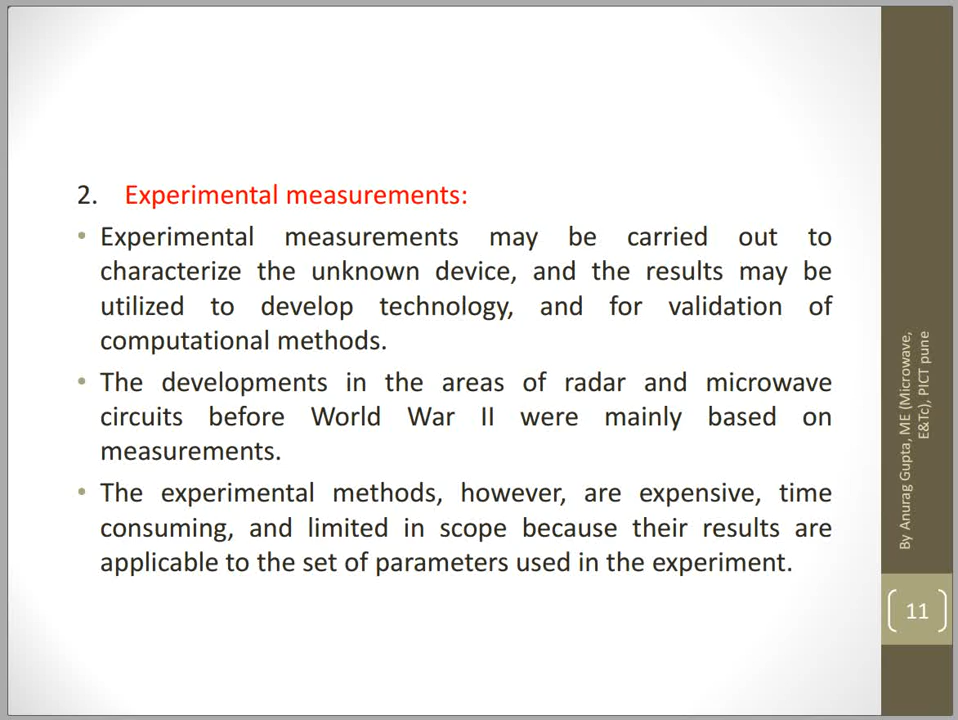 2. Experimental measurements:
• Experimental measurements may be carried out to
characterize the unknown device, and the results may be
utilized to develop technology, and for validation of
computational methods.
• The developments in the areas of radar and microwave
circuits before World War II were mainly based on
measurements.
• The experimental methods, however, are expensive, time
consuming, and limited in scope because their results are
applicable to the set of parameters used in the experiment.
By Anurag Gupta, ME (Microwave,
E&Tc), PICT pune
11